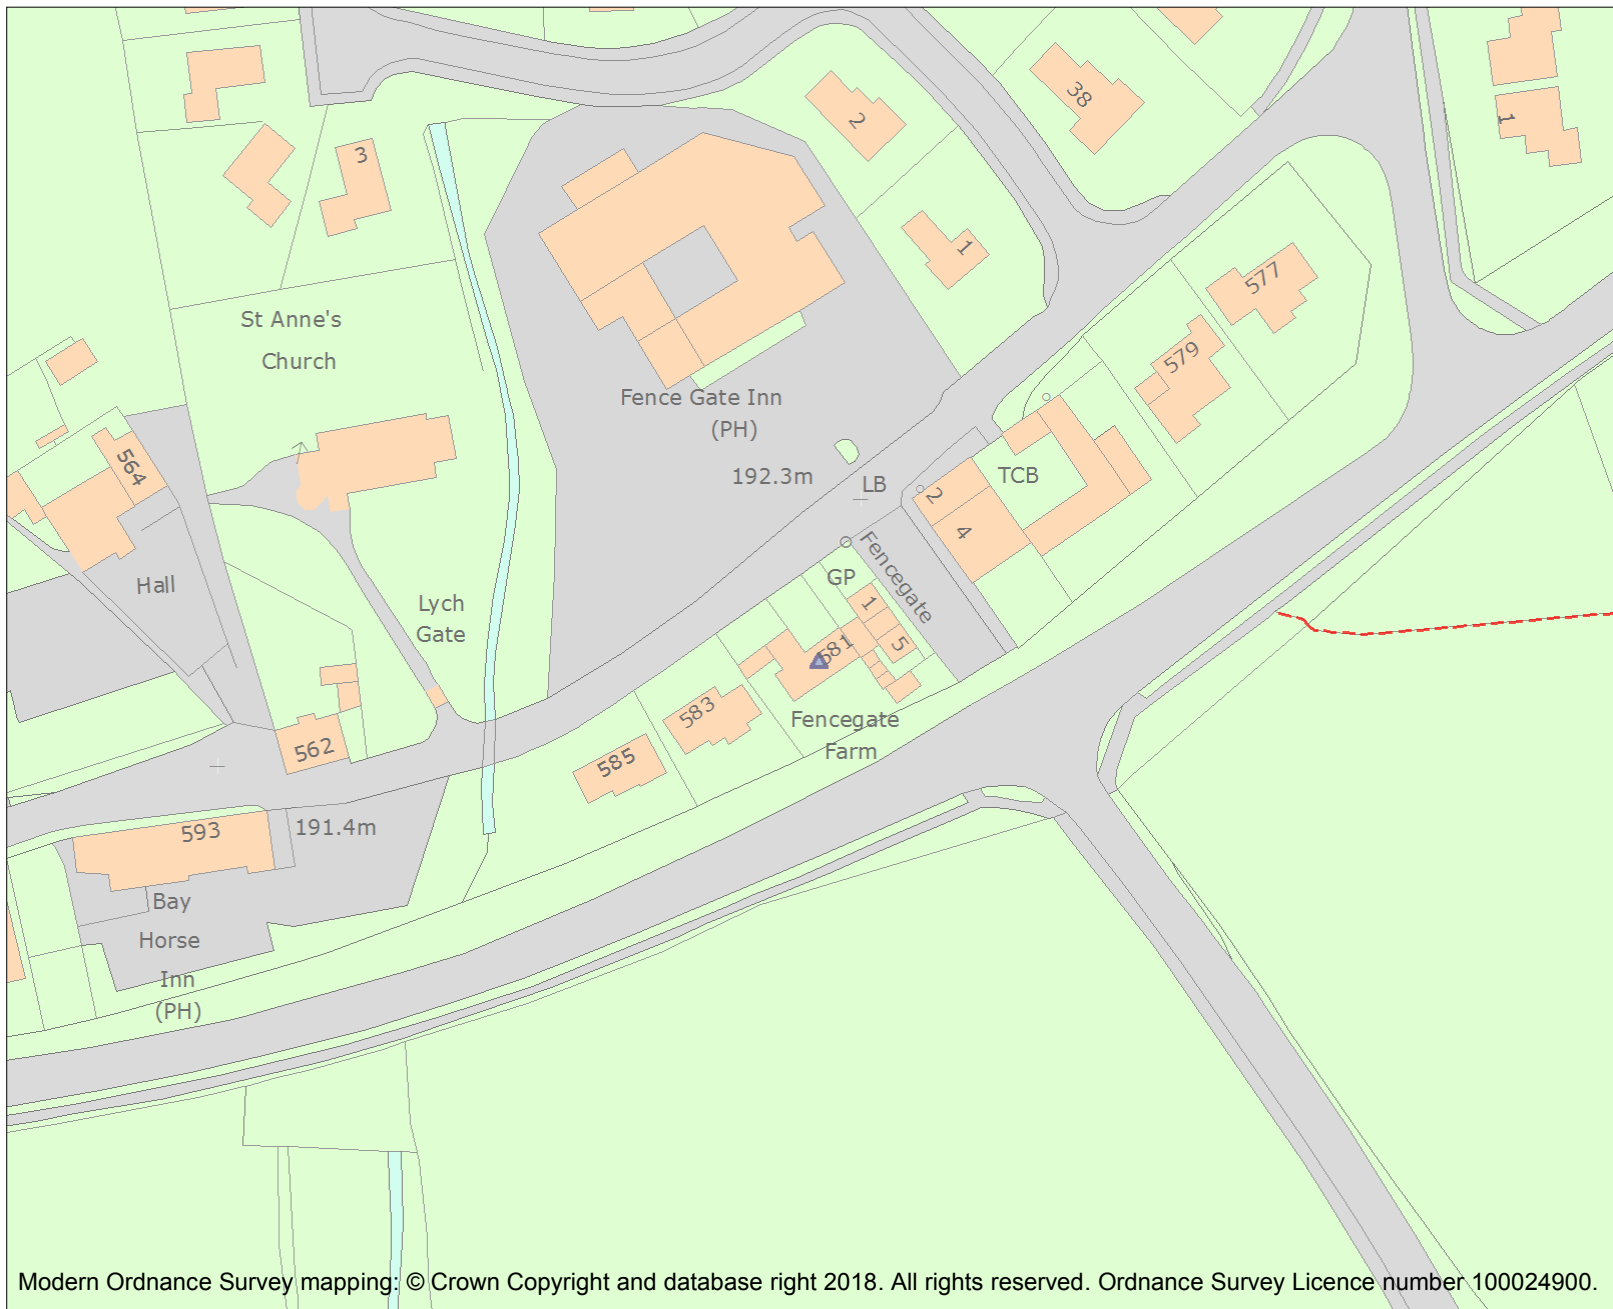 38
2
1
3
1
577
St Anne's
Church
579
Fence Gate Inn
(PH)
564
192.3m
LB
TCB
2
4
Fencegate
Hall
GP
Lych
Gate
1
5
581
583
Fencegate
Farm
562
585
593
191.4m
Bay
Horse
Inn
(PH)
Modern Ordnance Survey mapping: © Crown Copyright and database right 2018. All rights reserved. Ordnance Survey Licence number 100024900.